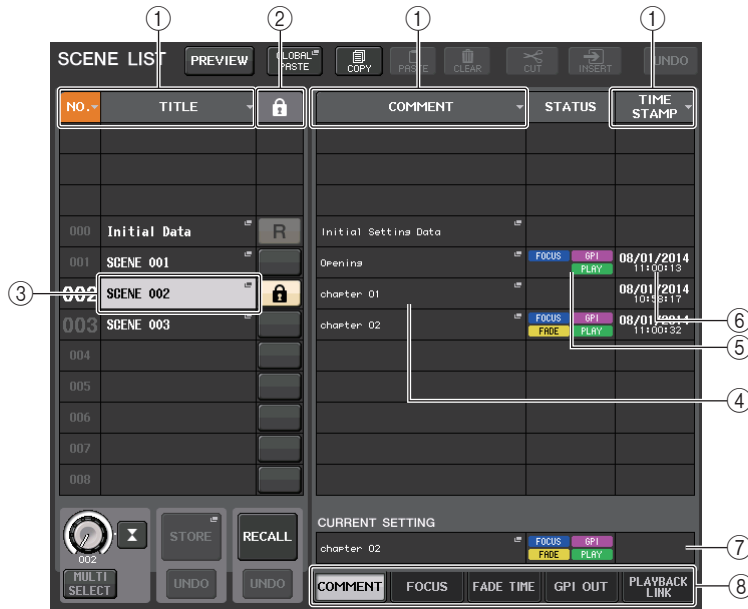 ① ② ① ①
SCENE LIST PREVIEW GLOBAL PASTE COPY PASTE CLEAR CUT INSERT UNDO
NO. TITLE COMMENT STATUS TIME STAMP
000 Initial Data R Initial Setting Data
001 SCENE 001 Opening FOCUS GPI PLAY 08/01/2014 11:00:13
③ 002 SCENE 002 chapter 01 08/01/2014 10:58:17
⑥
003 SCENE 003 chapter 02 FOCUS GPI FADE PLAY 08/01/2014 11:00:32
⑤
004
005
④
006
007
008
CURRENT SETTING
STORE RECALL chapter 02 FOCUS GPI FADE PLAY ⑦
002
MULTI SELECT UNDO UNDO COMMENT FOCUS FADE TIME GPI OUT PLAYBACK LINK ⑧